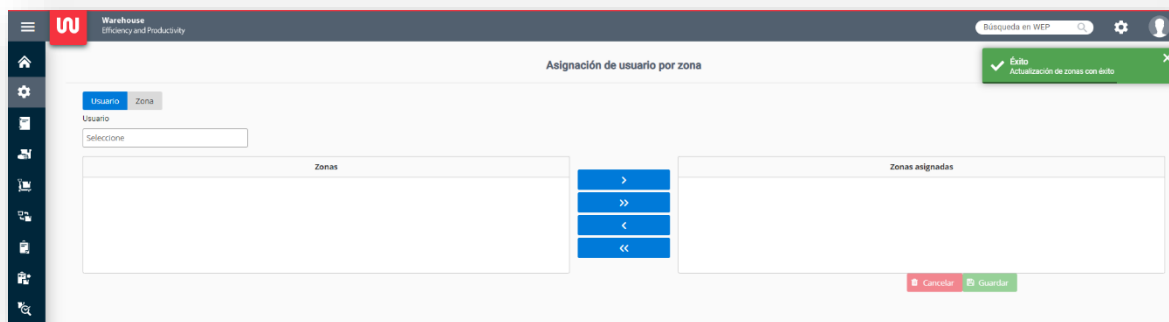 Warehouse
Efficiency and Productivity
Búsqueda en WEP
Asignación de usuario por zona
Éxito
Actualización de zonas con éxito
Usuario Zona
Usuario
Seleccione
Zonas
Zonas asignadas
Cancelar Guardar